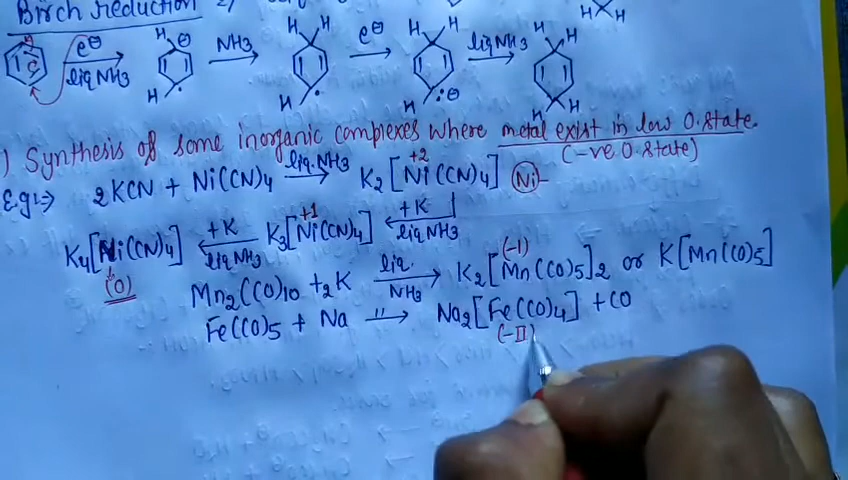 Birch reduction
H H
e⊖ liq NH3 H ⊖ H NH3 H H H e⊖ H H H ⊖ liq NH3 H H H H
) Synthesis of some inorganic complexes where metal exist in low O.state.
(-ve O.state)
E.g:→ 2KCN + Ni(CN)4 liq.NH3 → K2[Ni(CN)4] +2 Ni-
K4[Ni(CN)4] ← +K liq NH3 K3[Ni(CN)4] +1 ← +K liq NH3
(0)
Mn2(CO)10 + 2K liq. NH3 → K2[Mn(CO)5]2 (-1) or K[Mn(CO)5]
Fe(CO)5 + Na " → Na2[Fe(CO)4] + CO
(-II)